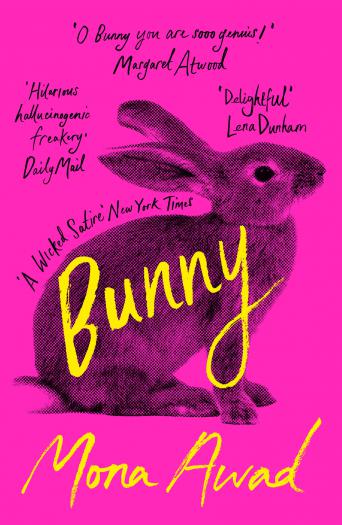 'O Bunny you are sooo genius!'
Margaret Atwood
'Hilarious
hallucinogenic
freakery'
Daily Mail
'Delightful'
Lena Dunham
'A Wicked Satire' New York Times
Bunny
Mona Awad